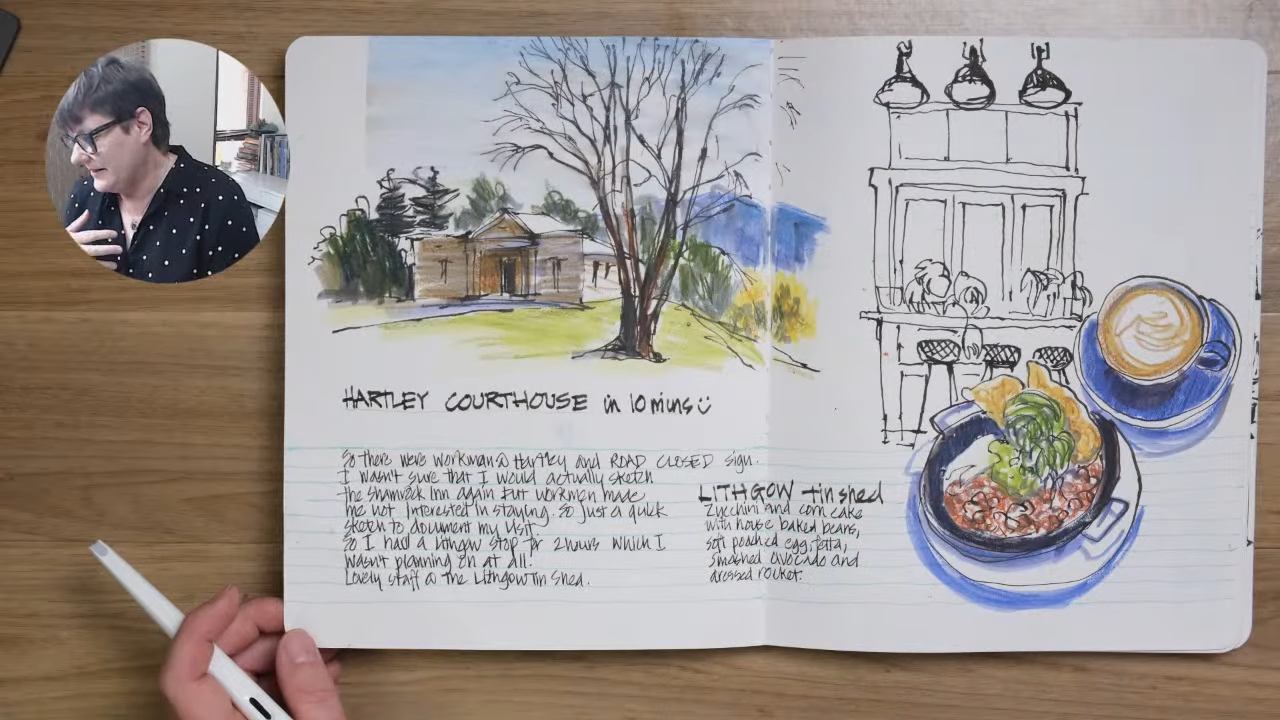 HARTLEY COURTHOUSE in 10 mins
So there were workman @ Hartley and ROAD CLOSED sign.
I wasn't sure that I would actually sketch
the Shamrock Inn again but workmen made
me not interested in staying. So just a quick
sketch to document my visit
So I had a Lithgow stop for 2 hours which I
wasn't planning on at all.
Lovely staff @ the Lithgow Tin Shed.
LITHGOW tin shed
Zucchini and corn cake
with house baked beans,
soft poached egg, feta,
smashed avocado and
dressed rocket.